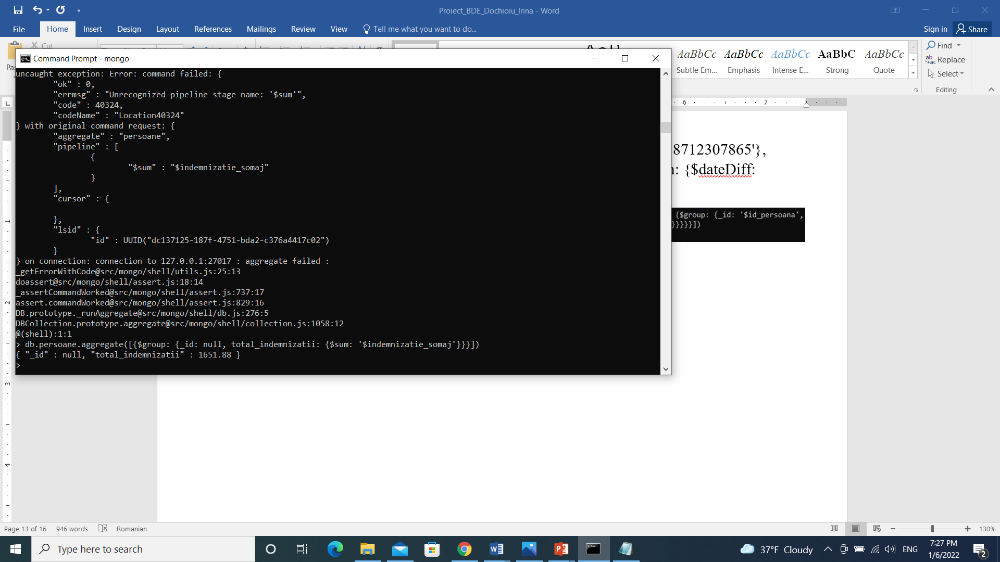 Proiect_BDE_Dochioiu_Irina - Word
File Home Insert Design Layout References Mailings Review View Tell me what you want to do... Sign in Share
Cut
Find
Replace
Select
Editing
AaBbCc AaBbCc AaBbCc AaBbC AaBbCc
Subtle Em... Emphasis Intense E... Strong Quote
Command Prompt - mongo
uncaught exception: Error: command failed: {
"ok" : 0,
"errmsg" : "Unrecognized pipeline stage name: '$sum'",
"code" : 40324,
"codeName" : "Location40324"
} with original command request: {
"aggregate" : "persoane",
"pipeline" : [
{
"$sum" : "$indemnizatie_somaj"
}
],
"cursor" : {
},
"lsid" : {
"id" : UUID("dc137125-187f-4751-bda2-c376a4417c02")
}
} on connection: connection to 127.0.0.1:27017 : aggregate failed :
_getErrorWithCode@src/mongo/shell/utils.js:25:13
doassert@src/mongo/shell/assert.js:18:14
_assertCommandWorked@src/mongo/shell/assert.js:737:17
assert.commandWorked@src/mongo/shell/assert.js:829:16
DB.prototype._runAggregate@src/mongo/shell/db.js:276:5
DBCollection.prototype.aggregate@src/mongo/shell/collection.js:1058:12
@(shell):1:1
> db.persoane.aggregate([{$group: {_id: null, total_indemnizatii: {$sum: '$indemnizatie_somaj'}}}])
{ "_id" : null, "total_indemnizatii" : 1651.88 }
>
6 7
8712307865'},
: {$dateDiff:
{$group: {_id: '$id_persoana',
}}}}}])
1
2
3
4
Page 13 of 16 946 words Romanian 130%
Type here to search
37°F Cloudy ENG 7:27 PM
1/6/2022
2